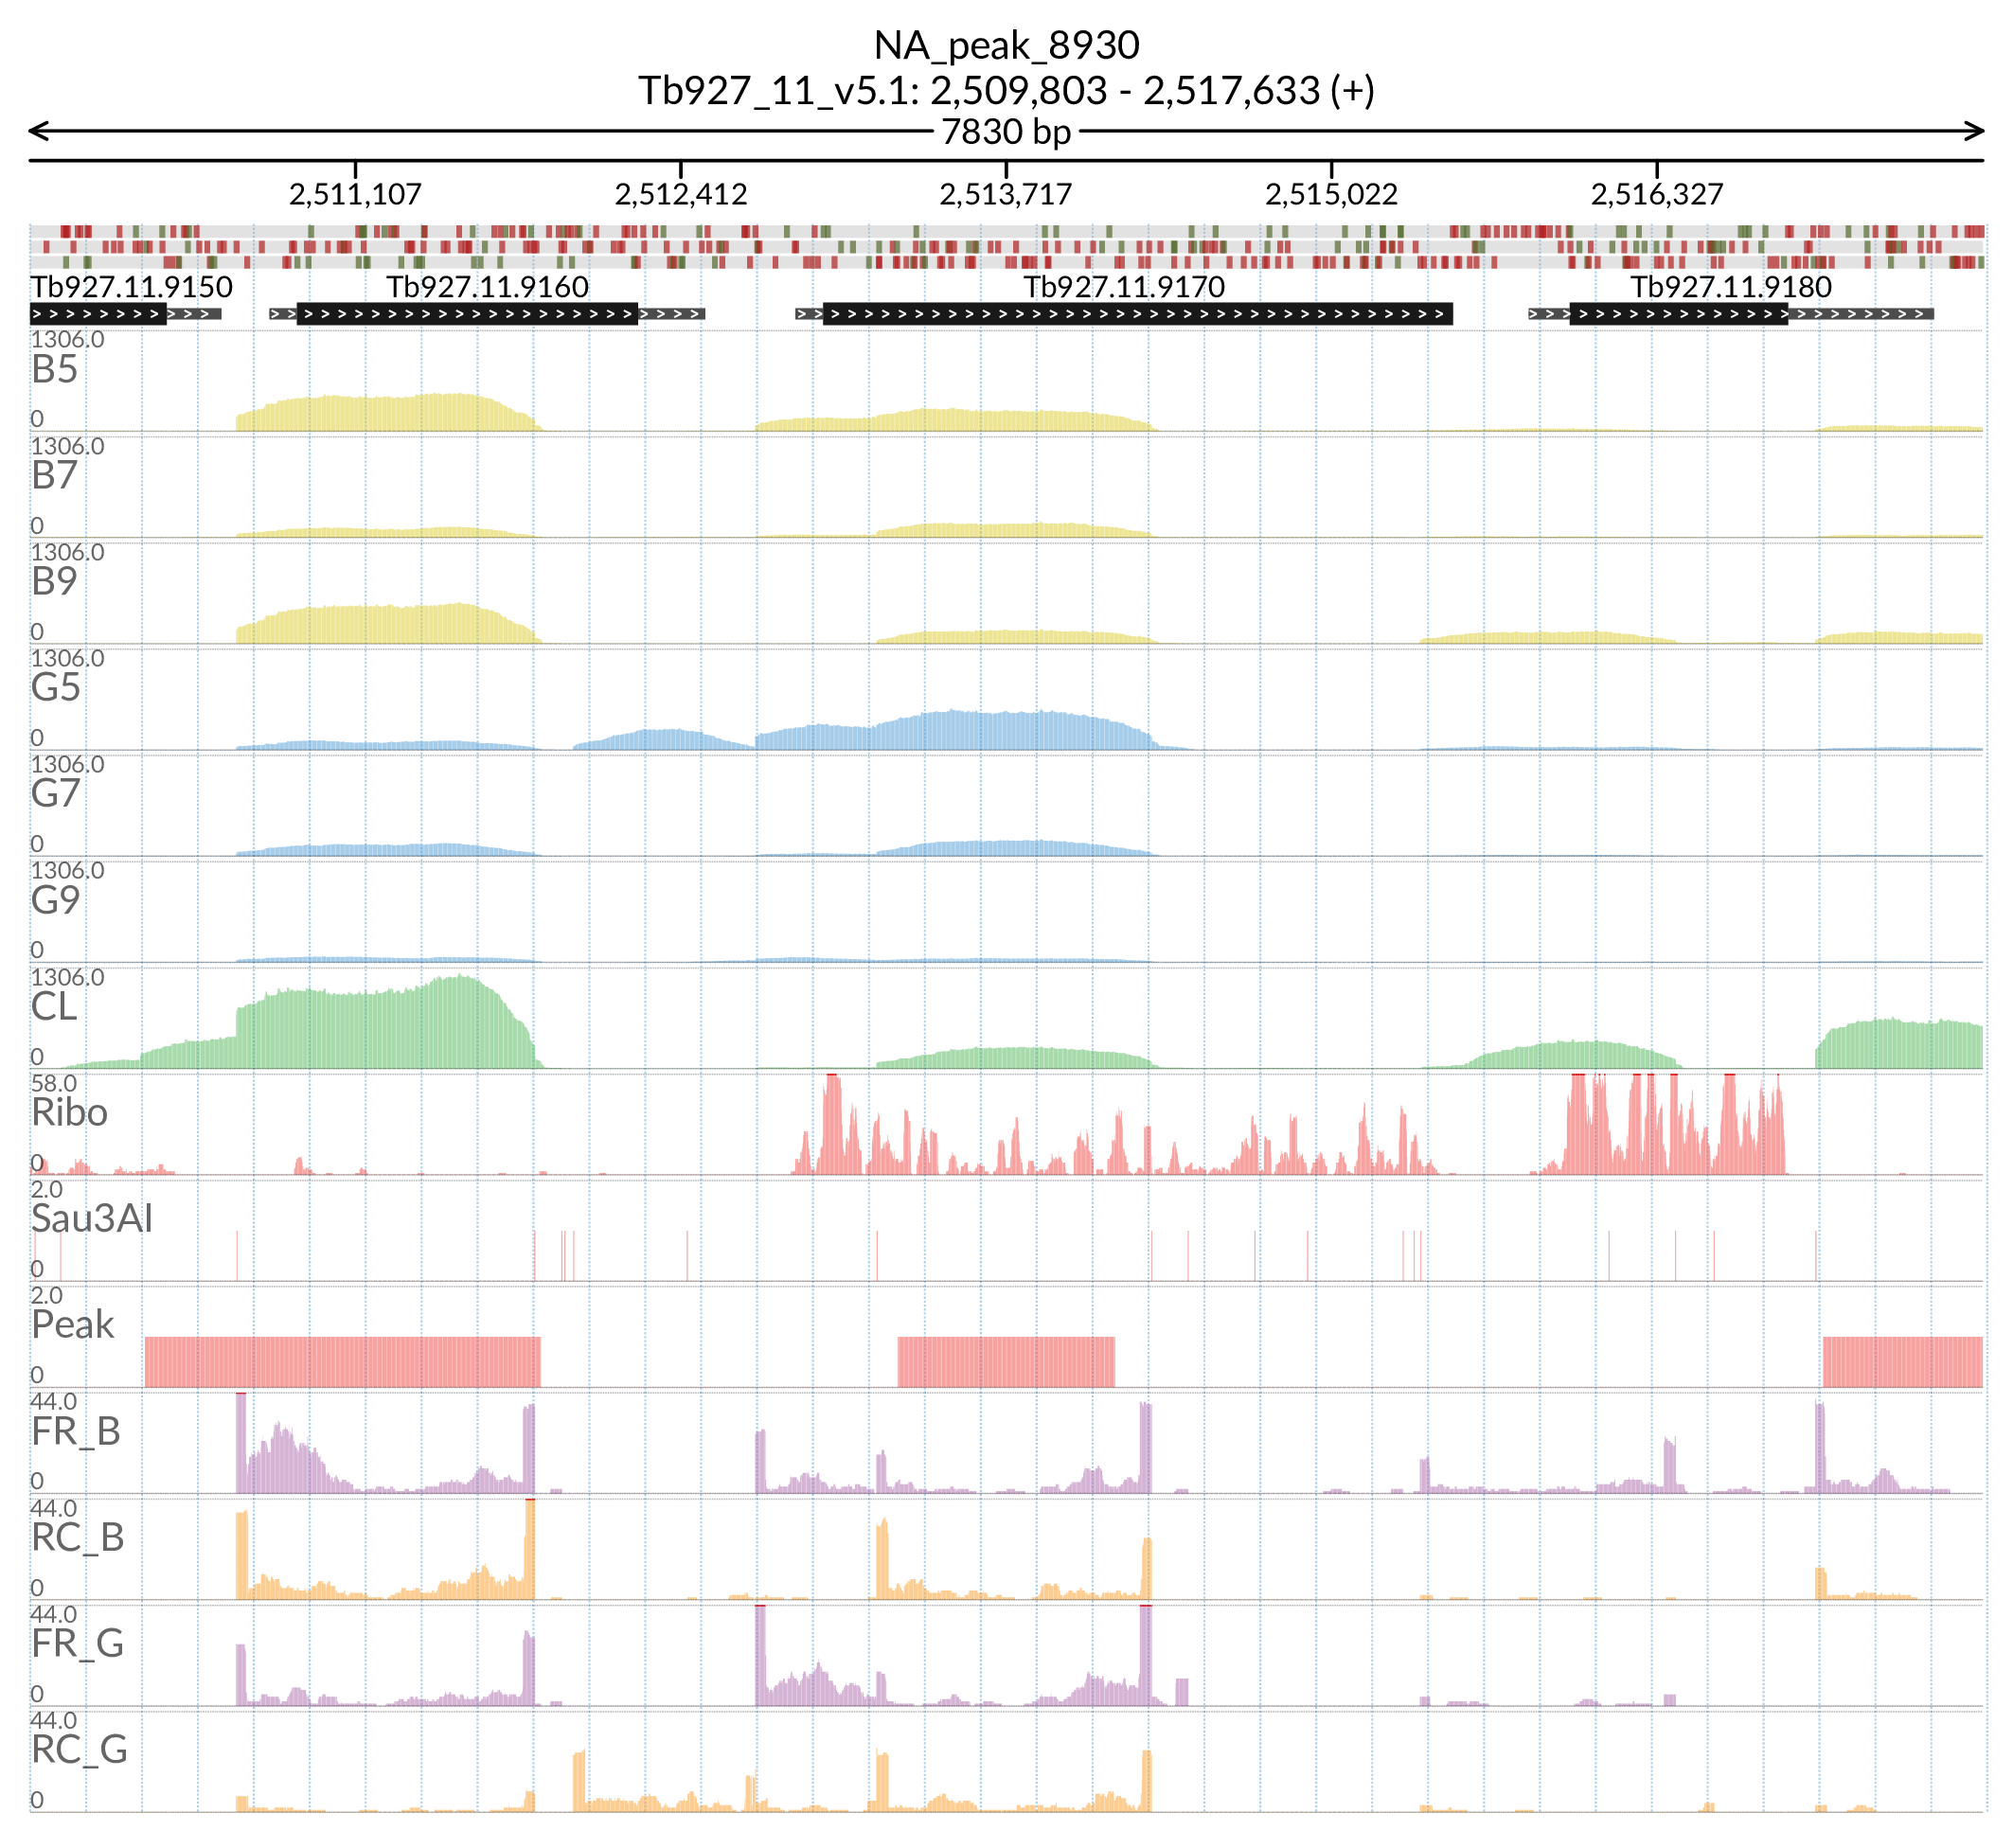 NA_peak_8930
Tb927_11_v5.1: 2,509,803 - 2,517,633 (+)
7830 bp
2,511,107 2,512,412 2,513,717 2,515,022 2,516,327
Tb927.11.9150 Tb927.11.9160 Tb927.11.9170 Tb927.11.9180
1306.0
B5
0
1306.0
B7
0
1306.0
B9
0
1306.0
G5
0
1306.0
G7
0
1306.0
G9
0
1306.0
CL
0
58.0
Ribo
0
2.0
Sau3AI
0
2.0
Peak
0
44.0
FR_B
0
44.0
RC_B
0
44.0
FR_G
0
44.0
RC_G
0